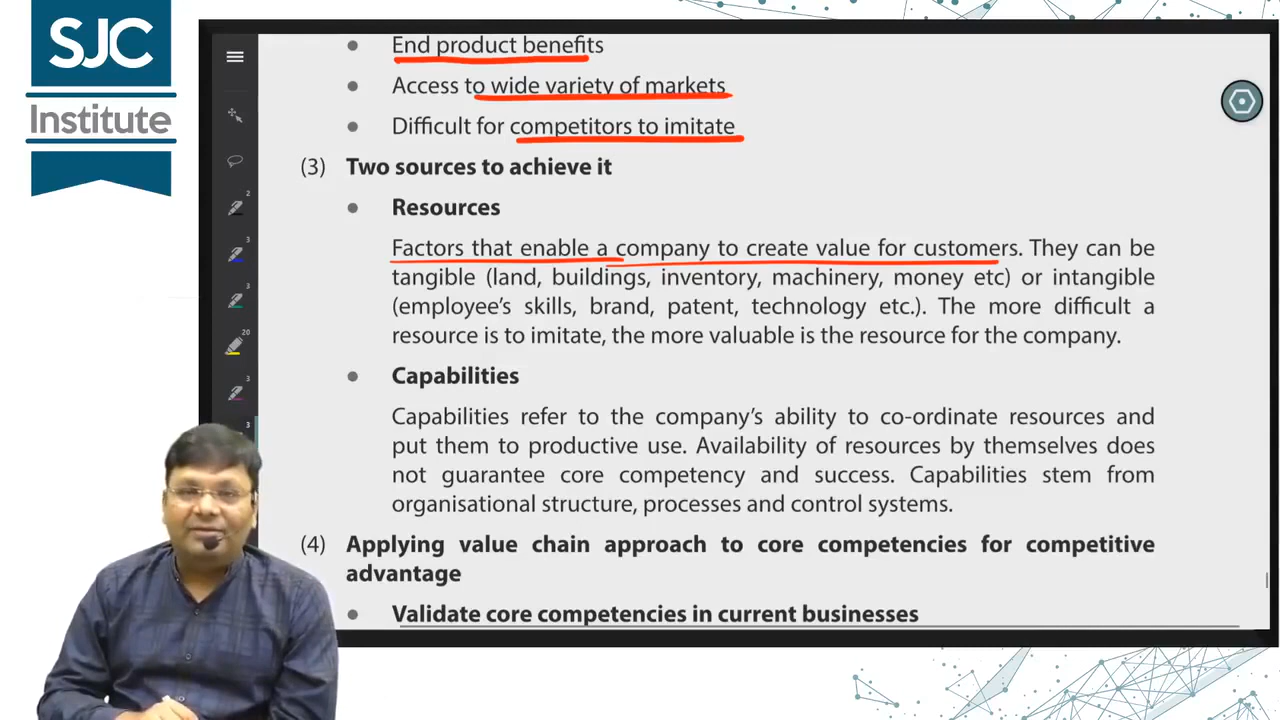 SJC
Institute
● End product benefits
● Access to wide variety of markets
● Difficult for competitors to imitate
(3) Two sources to achieve it
● Resources
Factors that enable a company to create value for customers. They can be
tangible (land, buildings, inventory, machinery, money etc) or intangible
(employee's skills, brand, patent, technology etc.). The more difficult a
resource is to imitate, the more valuable is the resource for the company.
● Capabilities
Capabilities refer to the company's ability to co-ordinate resources and
put them to productive use. Availability of resources by themselves does
not guarantee core competency and success. Capabilities stem from
organisational structure, processes and control systems.
(4) Applying value chain approach to core competencies for competitive
advantage
● Validate core competencies in current businesses
2
3
3
20
3
3